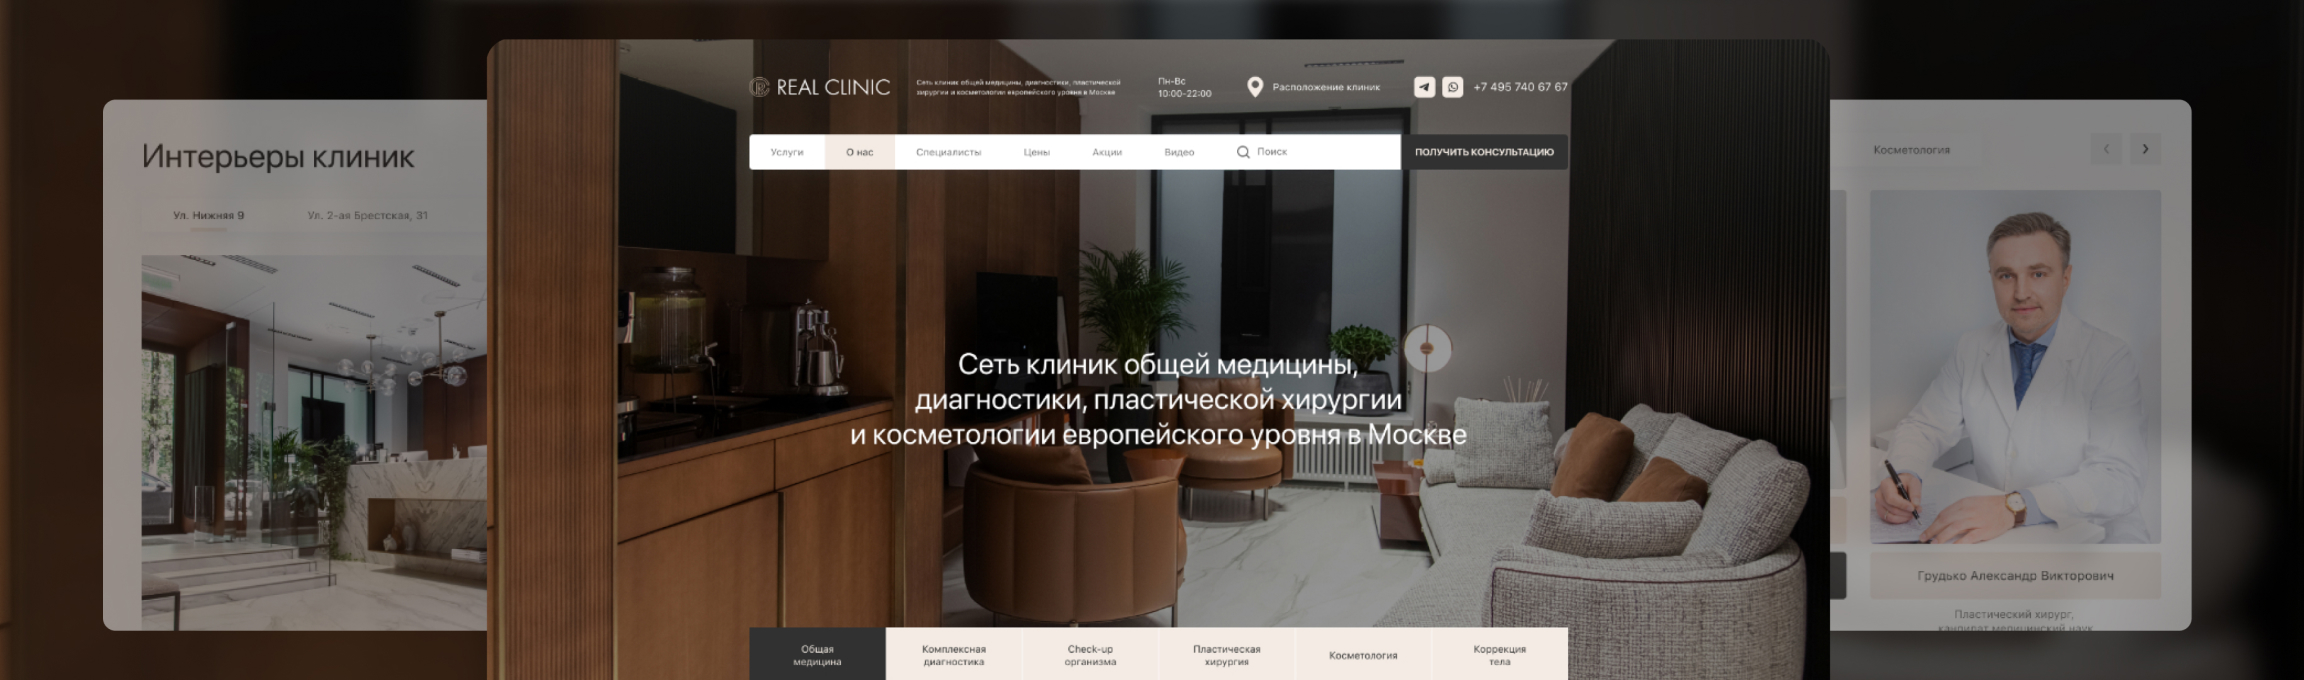 Интерьеры клиник
Ул. Нижняя 9
Ул. 2-ая Брестская, 31
REAL CLINIC
Сеть клиник общей медицины, диагностики, пластической
хирургии и косметологии европейского уровня в Москве
Пн-Вс
10:00-22:00
Расположение клиник
+7 495 740 67 67
Услуги
О нас
Специалисты
Цены
Акции
Видео
Поиск
ПОЛУЧИТЬ КОНСУЛЬТАЦИЮ
Сеть клиник общей медицины,
диагностики, пластической хирургии
и косметологии европейского уровня в Москве
Общая
медицина
Комплексная
диагностика
Check-up
организма
Пластическая
хирургия
Косметология
Коррекция
тела
Косметология
Грудько Александр Викторович
Пластический хирург,
кандидат медицинский наук